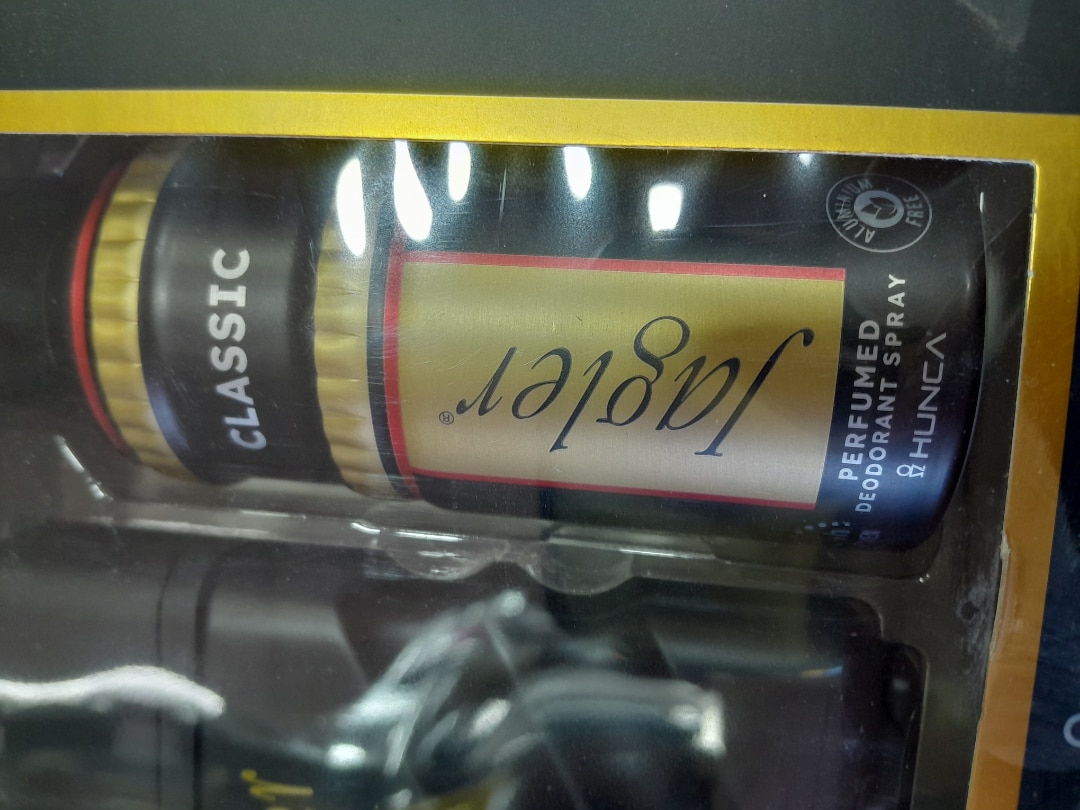 CLASSIC
Jagler®
PERFUMED
DEODORANT SPRAY
HUNCA
ALUMINIUM
FREE